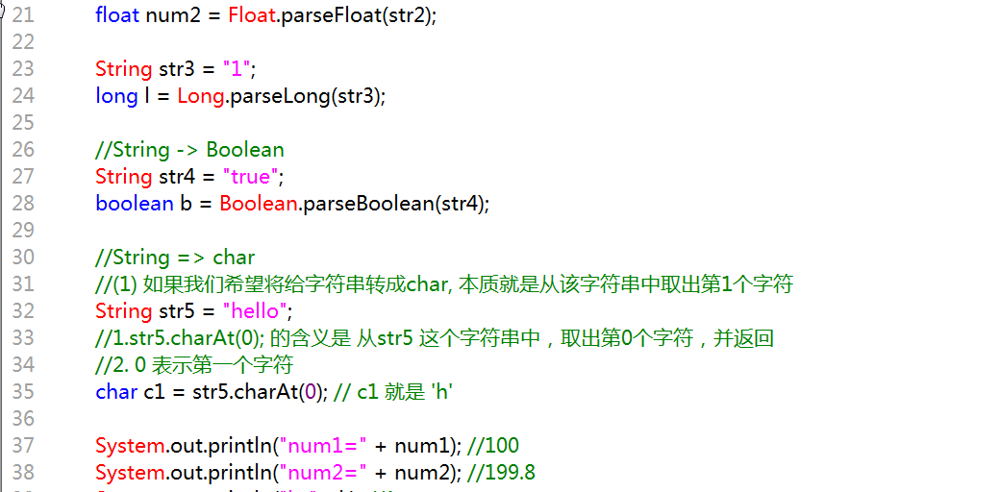 21 float num2 = Float.parseFloat(str2);
22
23 String str3 = "1";
24 long l = Long.parseLong(str3);
25
26 //String -> Boolean
27 String str4 = "true";
28 boolean b = Boolean.parseBoolean(str4);
29
30 //String => char
31 //(1) 如果我们希望将给字符串转成char, 本质就是从该字符串中取出第1个字符
32 String str5 = "hello";
33 //1.str5.charAt(0); 的含义是 从str5 这个字符串中，取出第0个字符，并返回
34 //2. 0 表示第一个字符
35 char c1 = str5.charAt(0); // c1 就是 'h'
36
37 System.out.println("num1=" + num1); //100
38 System.out.println("num2=" + num2); //199.8